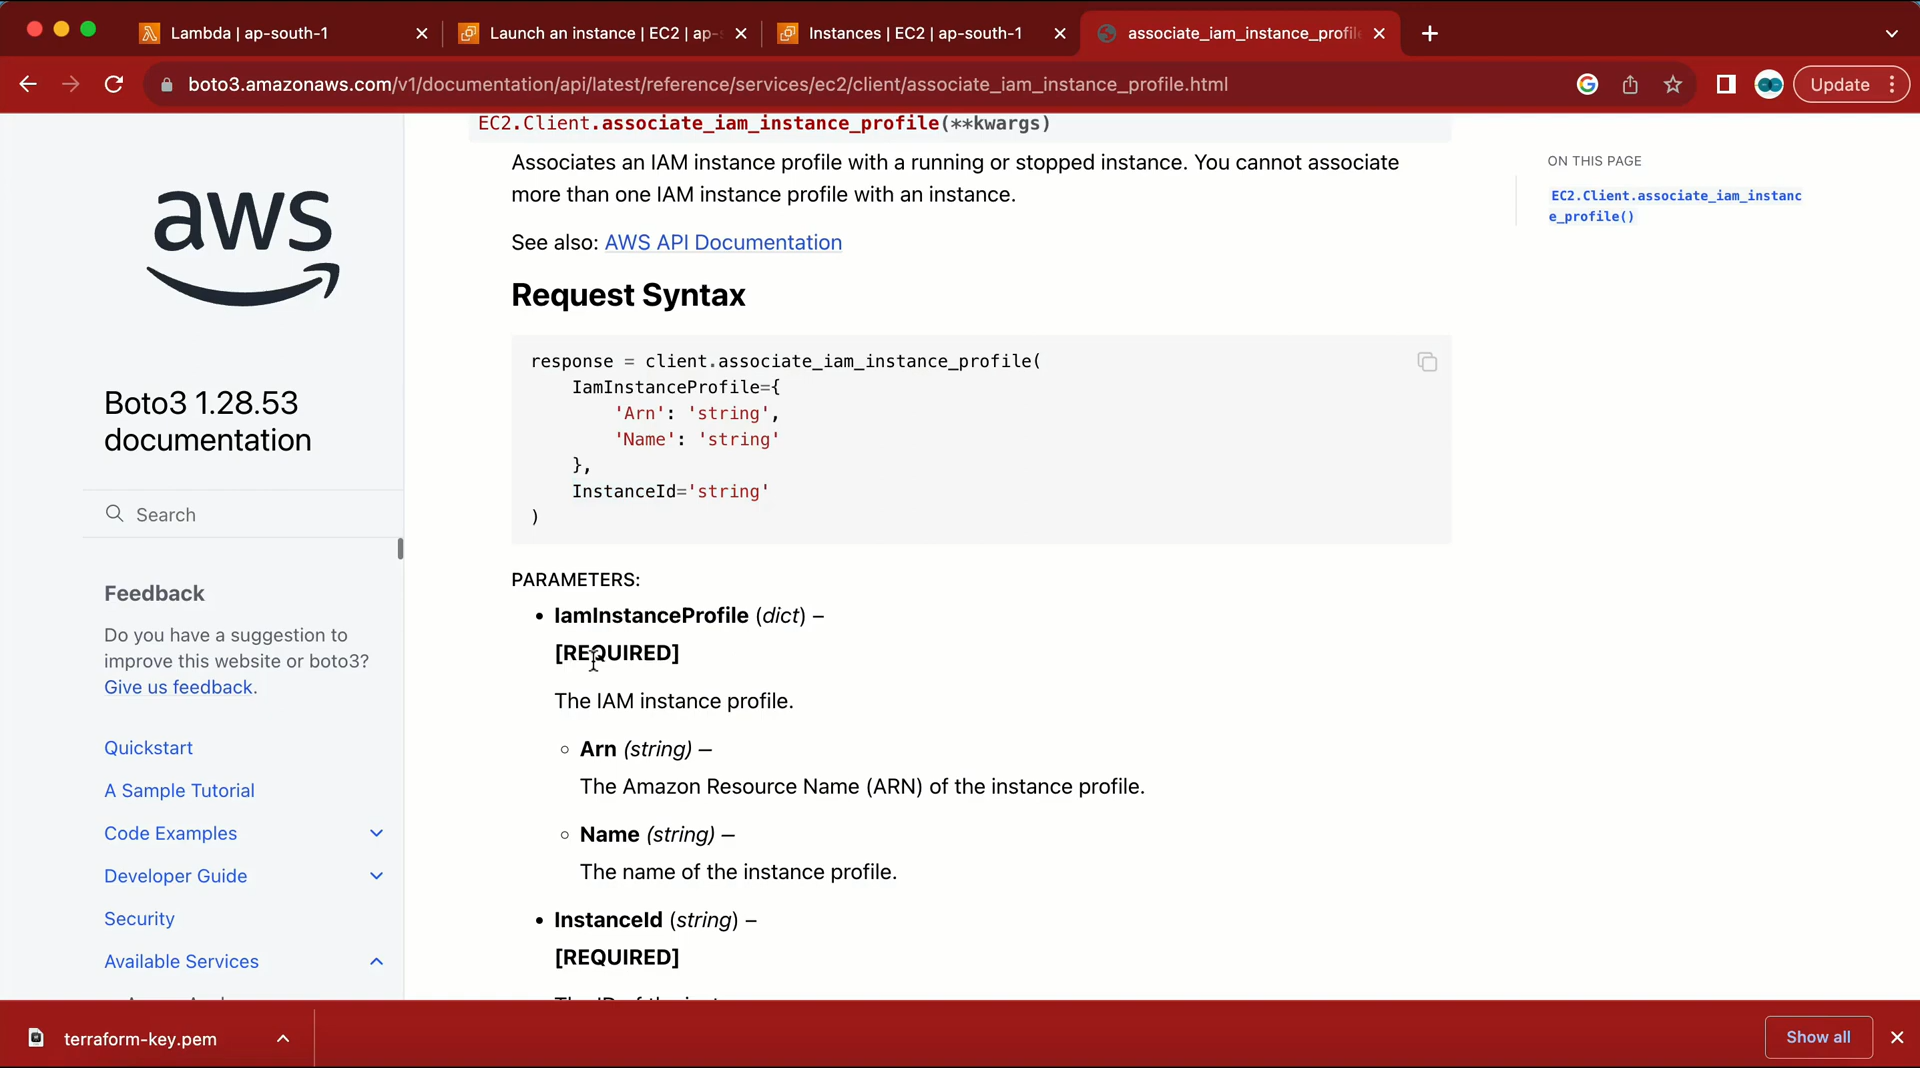 Lambda | ap-south-1
Launch an instance | EC2 | ap-s
Instances | EC2 | ap-south-1
associate_iam_instance_profil
boto3.amazonaws.com/v1/documentation/api/latest/reference/services/ec2/client/associate_iam_instance_profile.html
Update
aws
Boto3 1.28.53
documentation
Search
Feedback
Do you have a suggestion to
improve this website or boto3?
Give us feedback.
Quickstart
A Sample Tutorial
Code Examples
Developer Guide
Security
Available Services
EC2.Client.associate_iam_instance_profile(**kwargs)
Associates an IAM instance profile with a running or stopped instance. You cannot associate
more than one IAM instance profile with an instance.
See also: AWS API Documentation
Request Syntax
response = client.associate_iam_instance_profile(
IamInstanceProfile={
'Arn': 'string',
'Name': 'string'
},
InstanceId='string'
)
PARAMETERS:
• IamInstanceProfile (dict) –
[REQUIRED]
The IAM instance profile.
○ Arn (string) –
The Amazon Resource Name (ARN) of the instance profile.
○ Name (string) –
The name of the instance profile.
• InstanceId (string) –
[REQUIRED]
ON THIS PAGE
EC2.Client.associate_iam_instanc
e_profile()
terraform-key.pem
Show all